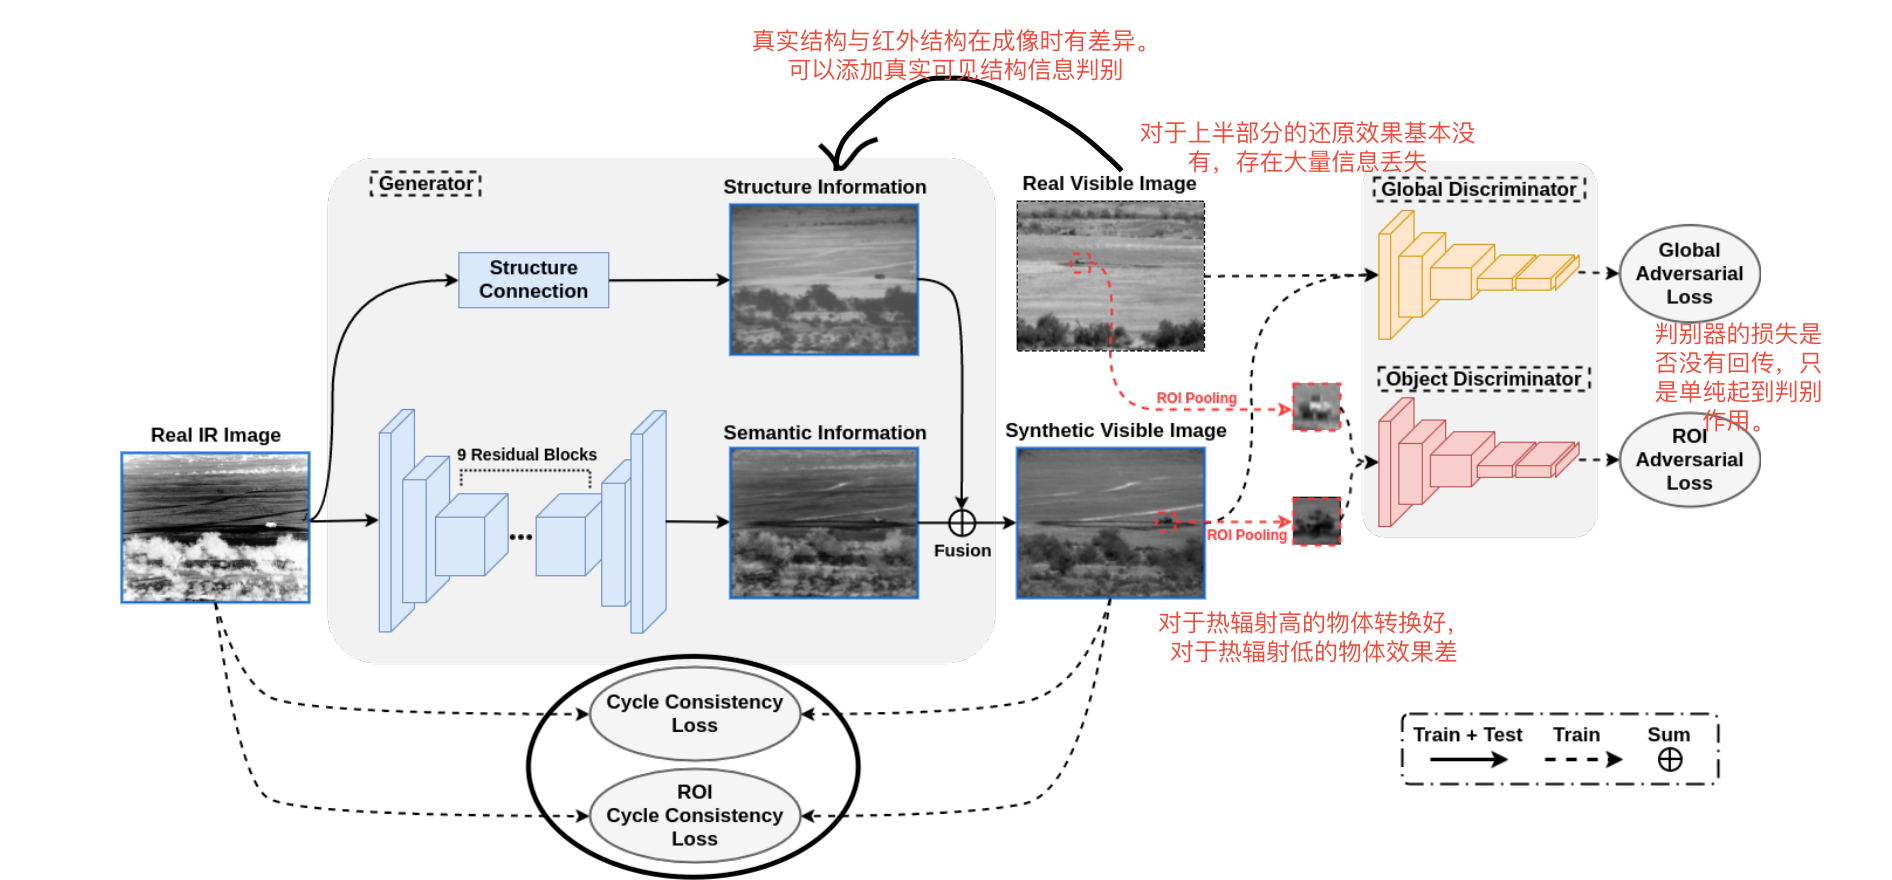 真实结构与红外结构在成像时有差异。
可以添加真实可见结构信息判别
对于上半部分的还原效果基本没
有，存在大量信息丢失
Generator
Structure Information
Real Visible Image
Global Discriminator
Structure
Connection
Global
Adversarial
Loss
判别器的损失是
否没有回传，只
是单纯起到判别
作用。
Object Discriminator
ROI Pooling
Real IR Image
9 Residual Blocks
Semantic Information
Synthetic Visible Image
ROI
Adversarial
Loss
Fusion
ROI Pooling
对于热辐射高的物体转换好，
对于热辐射低的物体效果差
Cycle Consistency
Loss
ROI
Cycle Consistency
Loss
Train + Test
Train
Sum